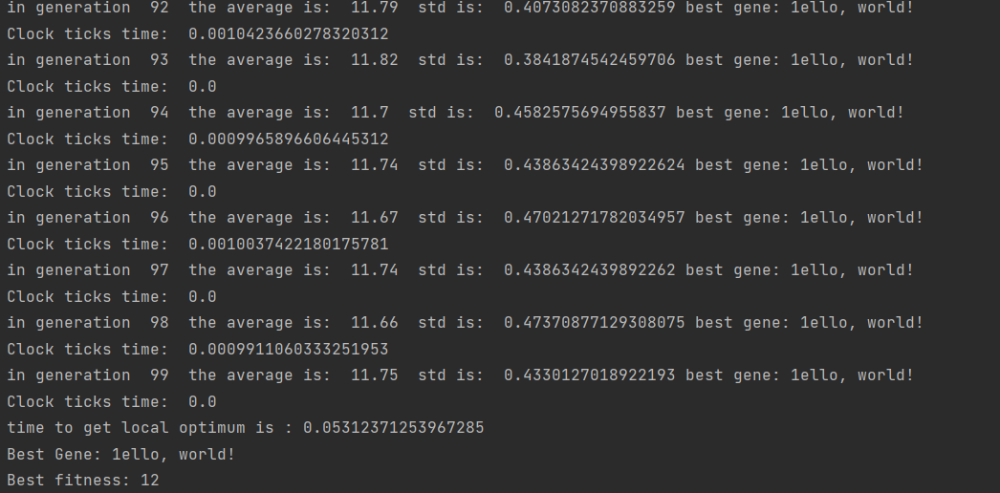 in generation  92  the average is:  11.79  std is:  0.4073082370883259 best gene: 1ello, world!
Clock ticks time:  0.0010423660278320312
in generation  93  the average is:  11.82  std is:  0.3841874542459706 best gene: 1ello, world!
Clock ticks time:  0.0
in generation  94  the average is:  11.7  std is:  0.4582575694955837 best gene: 1ello, world!
Clock ticks time:  0.0009965896606445312
in generation  95  the average is:  11.74  std is:  0.43863424398922624 best gene: 1ello, world!
Clock ticks time:  0.0
in generation  96  the average is:  11.67  std is:  0.47021271782034957 best gene: 1ello, world!
Clock ticks time:  0.0010037422180175781
in generation  97  the average is:  11.74  std is:  0.4386342439892262 best gene: 1ello, world!
Clock ticks time:  0.0
in generation  98  the average is:  11.66  std is:  0.47370877129308075 best gene: 1ello, world!
Clock ticks time:  0.0009911060333251953
in generation  99  the average is:  11.75  std is:  0.4330127018922193 best gene: 1ello, world!
Clock ticks time:  0.0
time to get local optimum is : 0.05312371253967285
Best Gene: 1ello, world!
Best fitness: 12